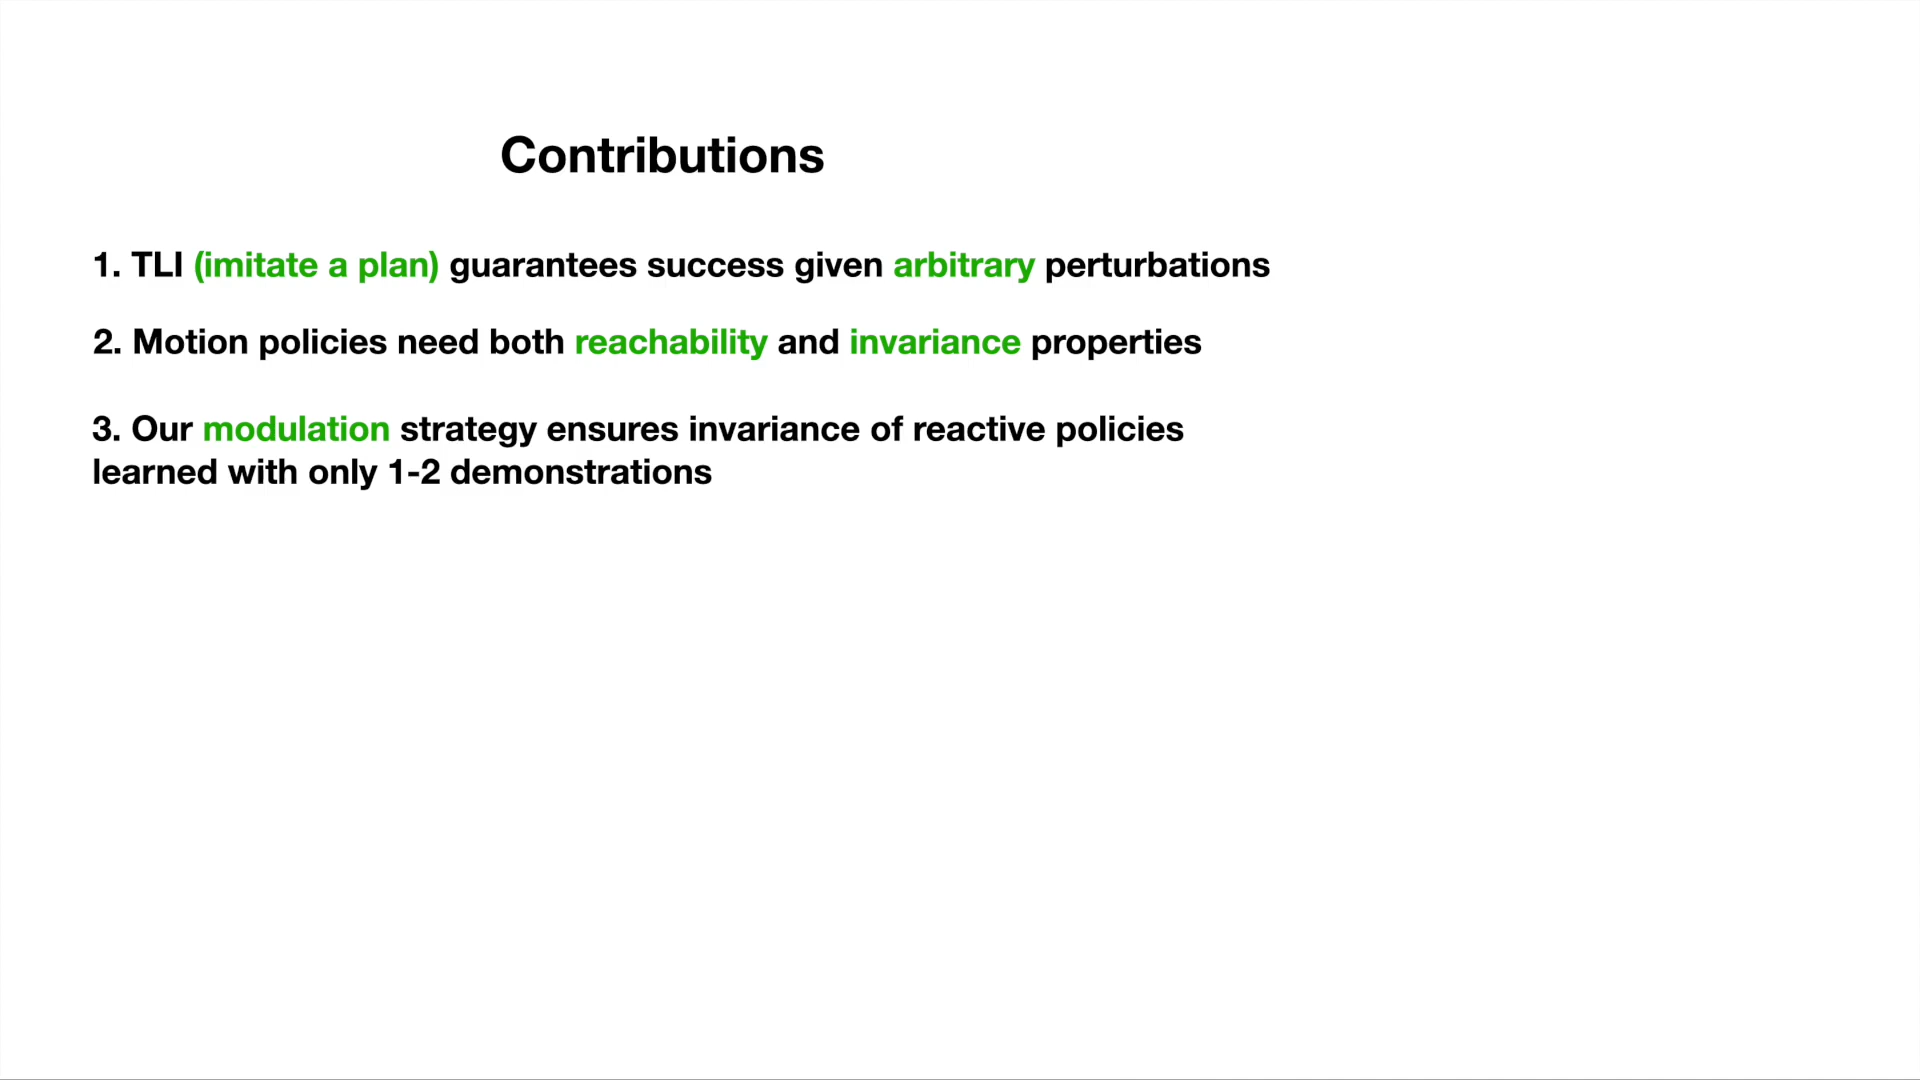 Contributions
1. TLI (imitate a plan) guarantees success given arbitrary perturbations
2. Motion policies need both reachability and invariance properties
3. Our modulation strategy ensures invariance of reactive policies
learned with only 1-2 demonstrations